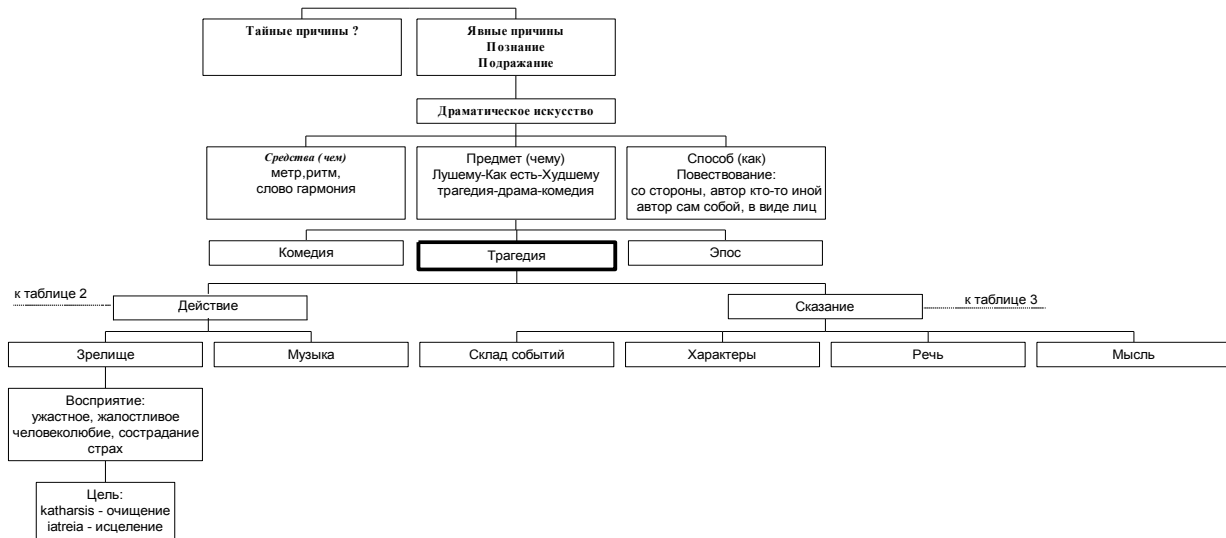 Тайные причины ?
Явные причины
Познание
Подражание
Драматическое искусство
Средства ( чем)
метр,ритм,
слово гармония
Предмет (чему)
Лушему-Как есть-Худшему
трагедия-драма-комедия
Способ (как)
Повествование:
со стороны, автор кто-то иной
автор сам собой, в виде лиц
Комедия
Трагедия
Эпос
к таблице 2
Действие
Сказание
к таблице 3
Зрелище
Музыка
Склад событий
Характеры
Речь
Мысль
Восприятие:
ужастное, жалостливое
человеколюбие, сострадание
страх
Цель:
katharsis - очищение
iatreia - исцеление